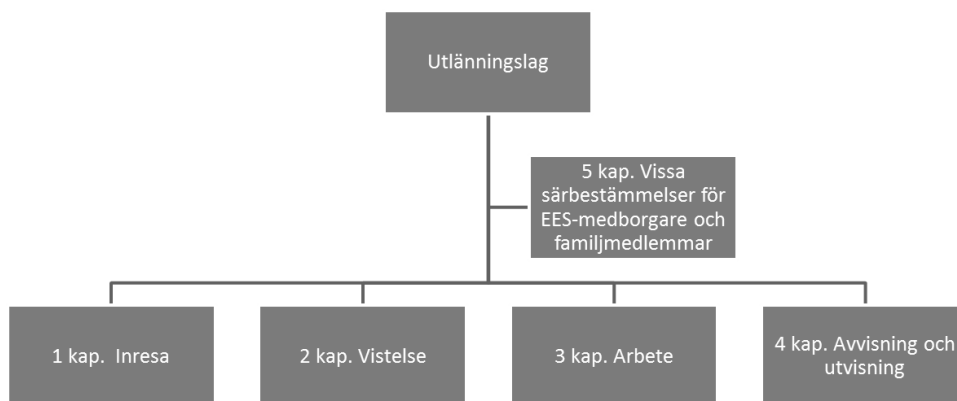 Utlänningslag
5 kap. Vissa
särbestämmelser för
EES-medborgare och
familjmedlemmar
1 kap.  Inresa
2 kap. Vistelse
3 kap. Arbete
4 kap. Avvisning och
utvisning